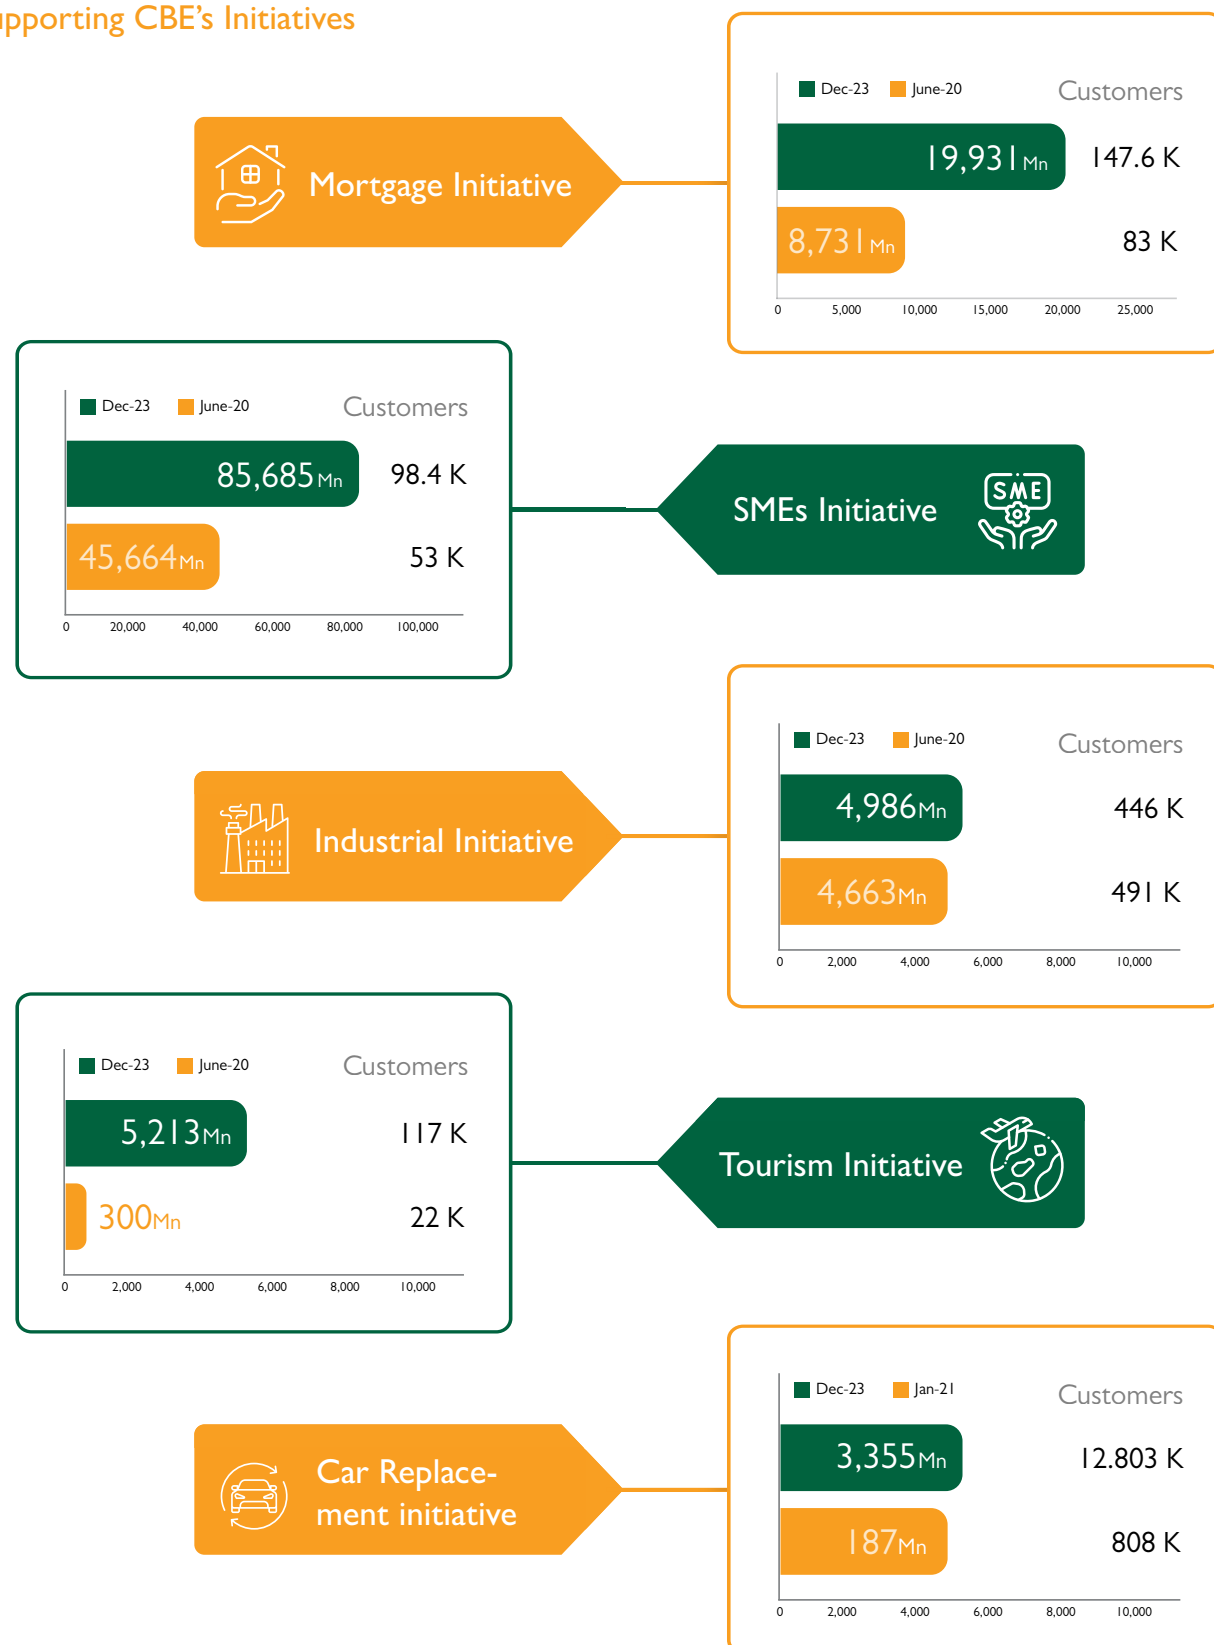 upporting CBE's Initiatives
Dec-23 June-20 Customers
19,931 Mn 147.6 K
Mortgage Initiative
8,731 Mn 83 K
0 5,000 10,000 15,000 20,000 25,000
Dec-23 June-20 Customers
85,685 Mn 98.4 K
SME
SMEs Initiative
45,664 Mn 53 K
0 20,000 40,000 60,000 80,000 100,000
Dec-23 June-20 Customers
4,986 Mn 446 K
Industrial Initiative
4,663 Mn 491 K
0 2,000 4,000 6,000 8,000 10,000
Dec-23 June-20 Customers
5,213 Mn 117 K
Tourism Initiative
300 Mn 22 K
0 2,000 4,000 6,000 8,000 10,000
Dec-23 Jan-21 Customers
3,355 Mn 12.803 K
Car Replace-
ment initiative
187 Mn 808 K
0 2,000 4,000 6,000 8,000 10,000